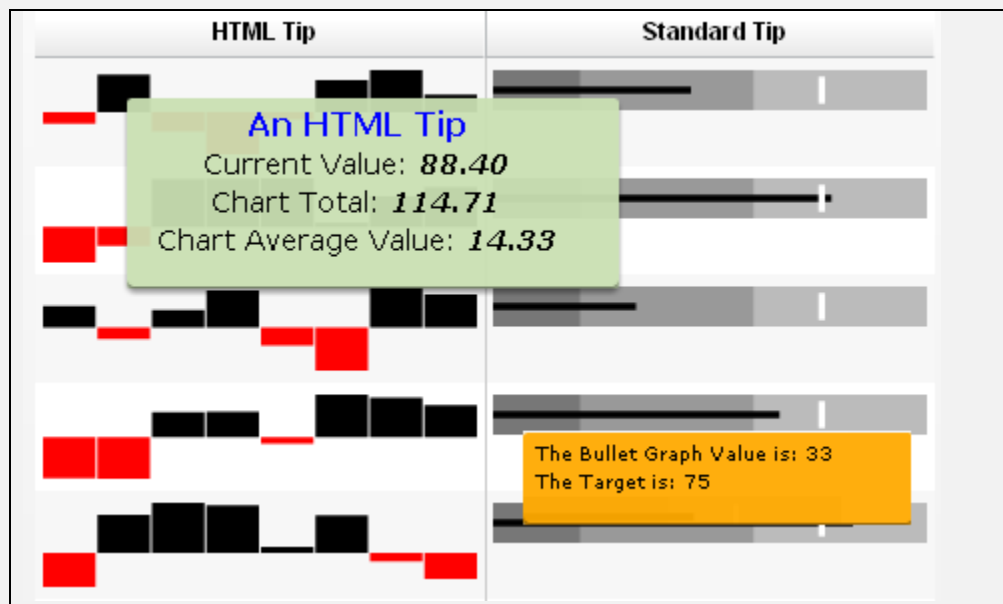 HTML Tip
Standard Tip
An HTML Tip
Current Value: 88.40
Chart Total: 114.71
Chart Average Value: 14.33
The Bullet Graph Value is: 33
The Target is: 75